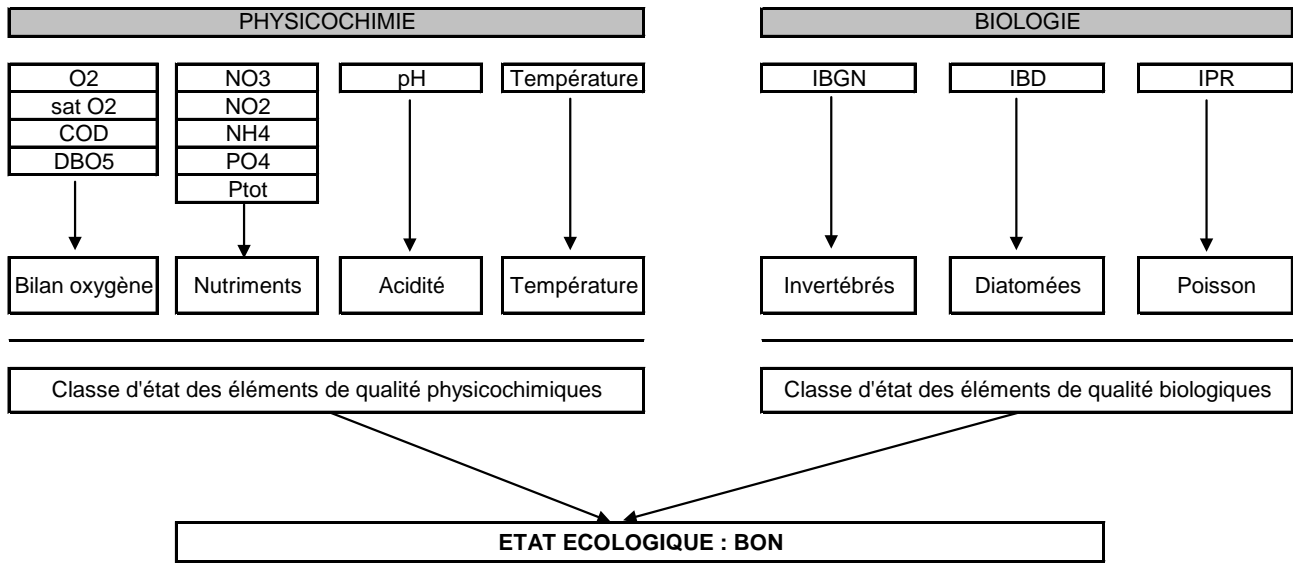 PHYSICOCHIMIE
BIOLOGIE
O2
sat O2
COD
DBO5
NO3
NO2
NH4
PO4
Ptot
pH
Température
IBGN
IBD
IPR
Bilan oxygène
Nutriments
Acidité
Température
Invertébrés
Diatomées
Poisson
Classe d'état des éléments de qualité physicochimiques
Classe d'état des éléments de qualité biologiques
ETAT ECOLOGIQUE : BON